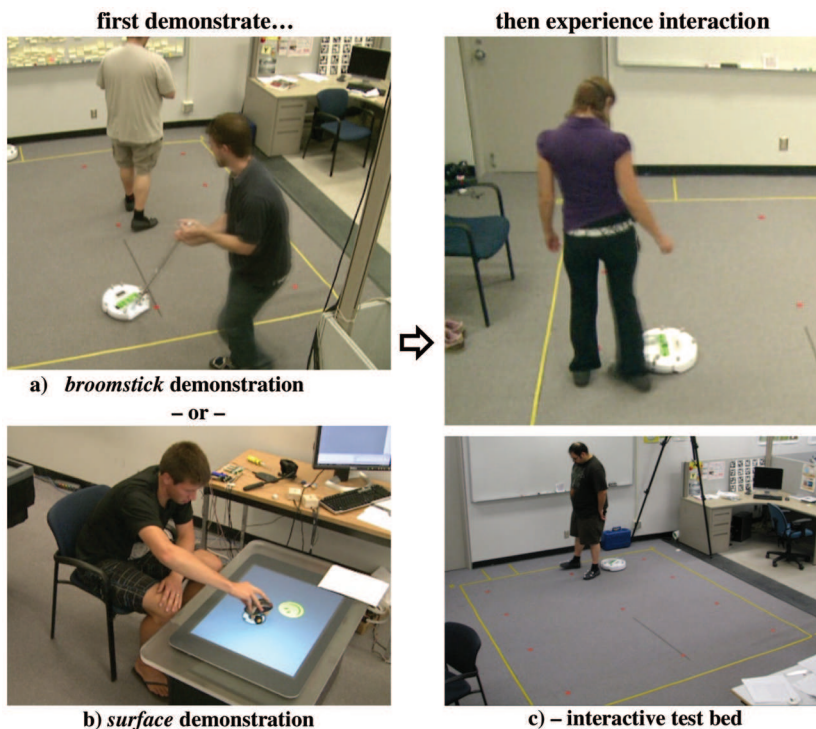 first demonstrate…
then experience interaction
a) broomstick demonstration
– or –
b) surface demonstration
c) – interactive test bed